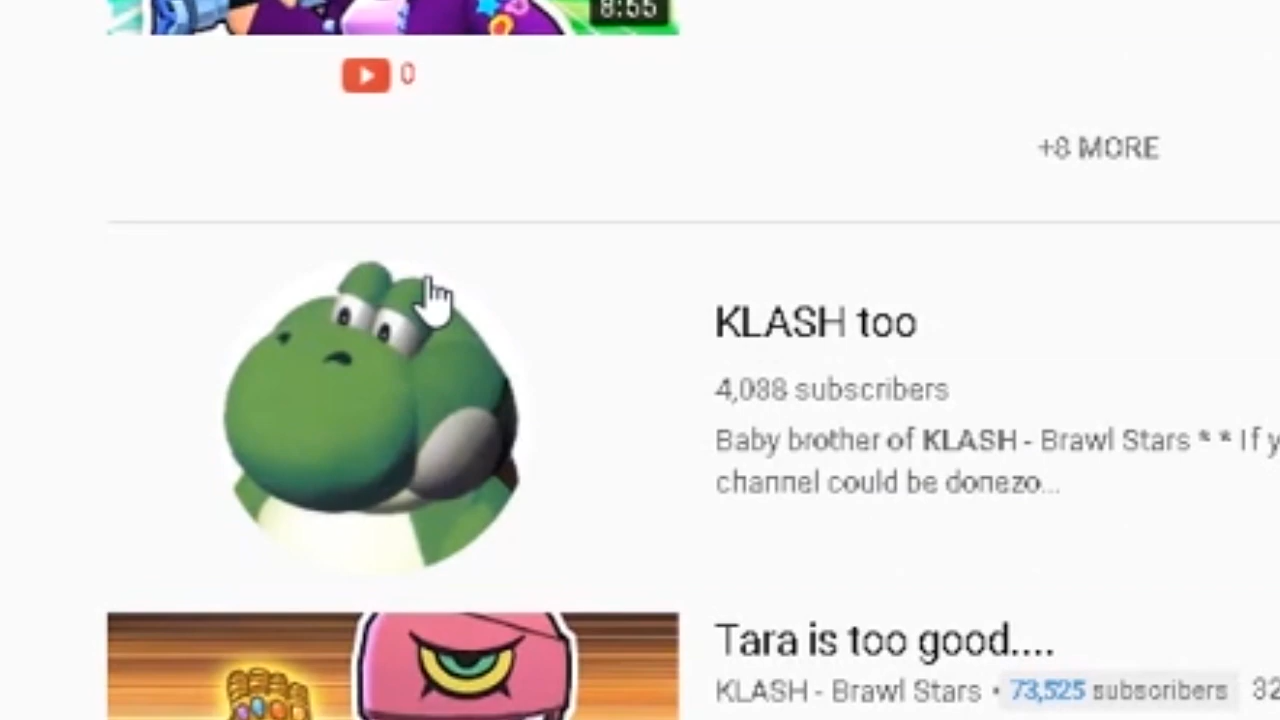 8:55
0
+8 MORE
KLASH too
4,088 subscribers
Baby brother of KLASH - Brawl Stars * * If y
channel could be donezo...
Tara is too good....
KLASH - Brawl Stars • 73,525 subscribers 32